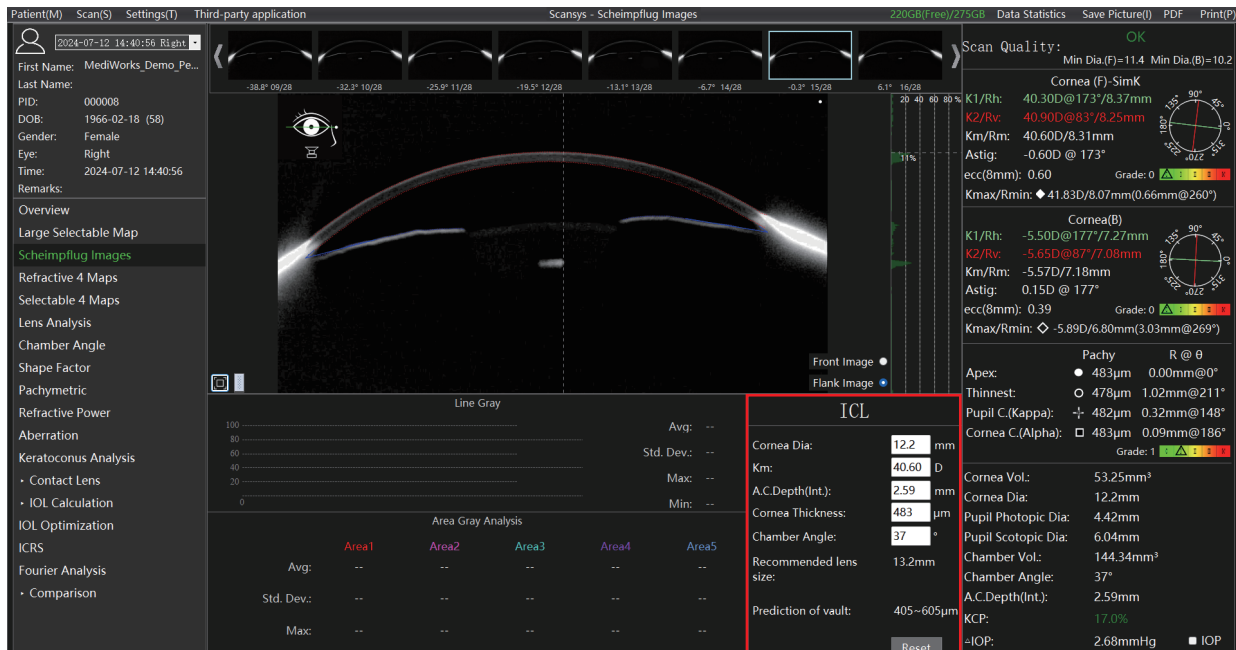 Patient(M) Scan(S) Settings(T) Third-party application Scansys - Scheimpflug Images 220GB(Free)/275GB Data Statistics Save Picture(I) PDF Print(P)
2024-07-12 14:40:56 Right
First Name: MediWorks_Demo_Pe...
Last Name:
PID: 000008
DOB: 1966-02-18 (58)
Gender: Female
Eye: Right
Time: 2024-07-12 14:40:56
Remarks:
Overview
Large Selectable Map
Scheimpflug Images
Refractive 4 Maps
Selectable 4 Maps
Lens Analysis
Chamber Angle
Shape Factor
Pachymetric
Refractive Power
Aberration
Keratoconus Analysis
Contact Lens
IOL Calculation
IOL Optimization
ICRS
Fourier Analysis
Comparison
-38.8° 09/28 -32.3° 10/28 -25.9° 11/28 -19.5° 12/28 -13.1° 13/28 -6.7° 14/28 -0.3° 15/28 6.1° 16/28
20 40 60 80 %
11%
Front Image
Flank Image
Line Gray
100
80
60
40
20
0
Avg: --
Std. Dev.: --
Max: --
Min: --
Area Gray Analysis
Area1 Area2 Area3 Area4 Area5
Avg: -- -- -- -- --
Std. Dev.: -- -- -- -- --
Max: -- -- -- -- --
ICL
Cornea Dia: 12.2 mm
Km: 40.60 D
A.C.Depth(Int.): 2.59 mm
Cornea Thickness: 483 µm
Chamber Angle: 37 °
Recommended lens 13.2mm
size:
Prediction of vault: 405~605µm
Reset
Scan Quality: OK
Min Dia.(F)=11.4 Min Dia.(B)=10.2
Cornea (F)-SimK
K1/Rh: 40.30D@173°/8.37mm
K2/Rv: 40.90D@83°/8.25mm
Km/Rm: 40.60D/8.31mm
Astig: -0.60D @ 173°
ecc(8mm): 0.60 Grade: 0
Kmax/Rmin: 41.83D/8.07mm(0.66mm@260°)
90°
135° 45°
180° 0°
225° 315°
270°
Cornea(B)
K1/Rh: -5.50D@177°/7.27mm
K2/Rv: -5.65D@87°/7.08mm
Km/Rm: -5.57D/7.18mm
Astig: 0.15D @ 177°
ecc(8mm): 0.39 Grade: 0
Kmax/Rmin: -5.89D/6.80mm(3.03mm@269°)
90°
135° 45°
180° 0°
225° 315°
270°
Pachy R @ θ
Apex: 483µm 0.00mm@0°
Thinnest: 478µm 1.02mm@211°
Pupil C.(Kappa): 482µm 0.32mm@148°
Cornea C.(Alpha): 483µm 0.09mm@186°
Grade: 1
Cornea Vol.: 53.25mm³
Cornea Dia: 12.2mm
Pupil Photopic Dia: 4.42mm
Pupil Scotopic Dia: 6.04mm
Chamber Vol.: 144.34mm³
Chamber Angle: 37°
A.C.Depth(Int.): 2.59mm
KCP: 17.0%
△IOP: 2.68mmHg IOP